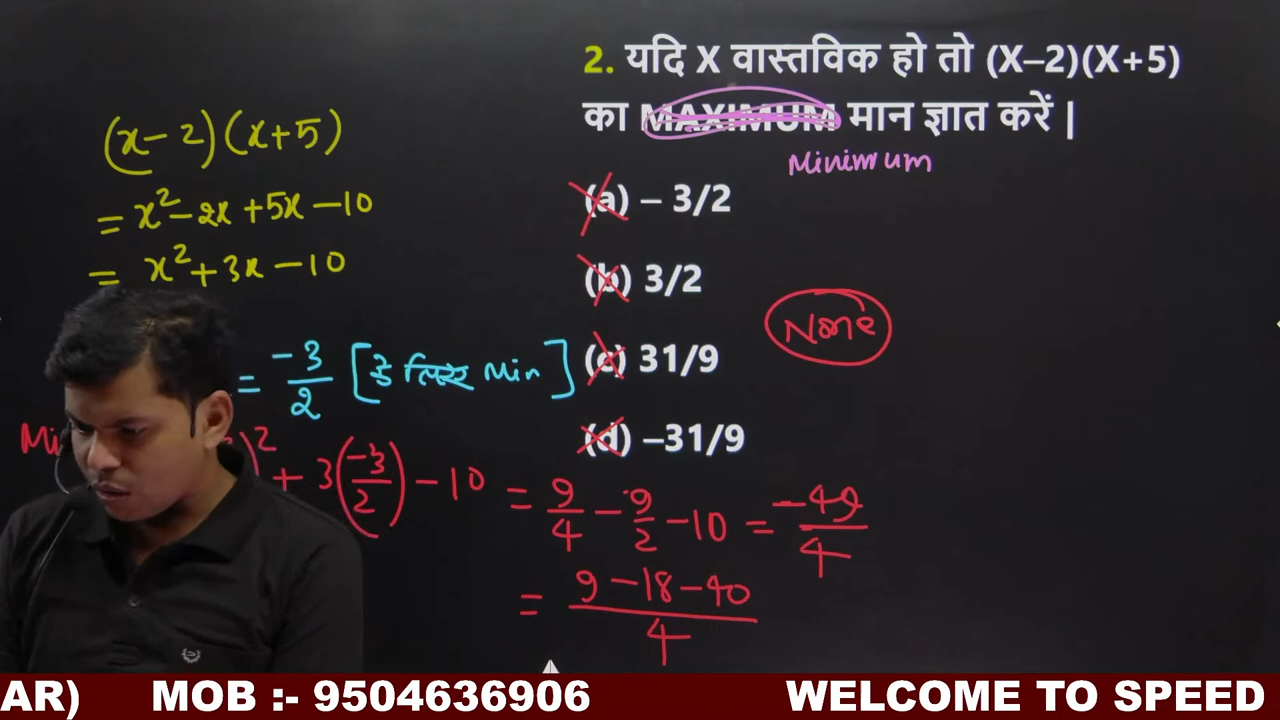 2. यदि X वास्तविक हो तो (X–2)(X+5)
का MAXIMUM मान ज्ञात करें |
Minimum
(a) – 3/2
(b) 3/2
(c) 31/9
(d) –31/9
None
(x-2)(x+5)
= x²-2x+5x-10
= x²+3x-10
= -3/2 [के लिए Min]
Mi )² + 3(-3/2) - 10 = 9/4 - 9/2 - 10 = -49/4
= 9-18-40/4
AR) MOB :- 9504636906 WELCOME TO SPEED